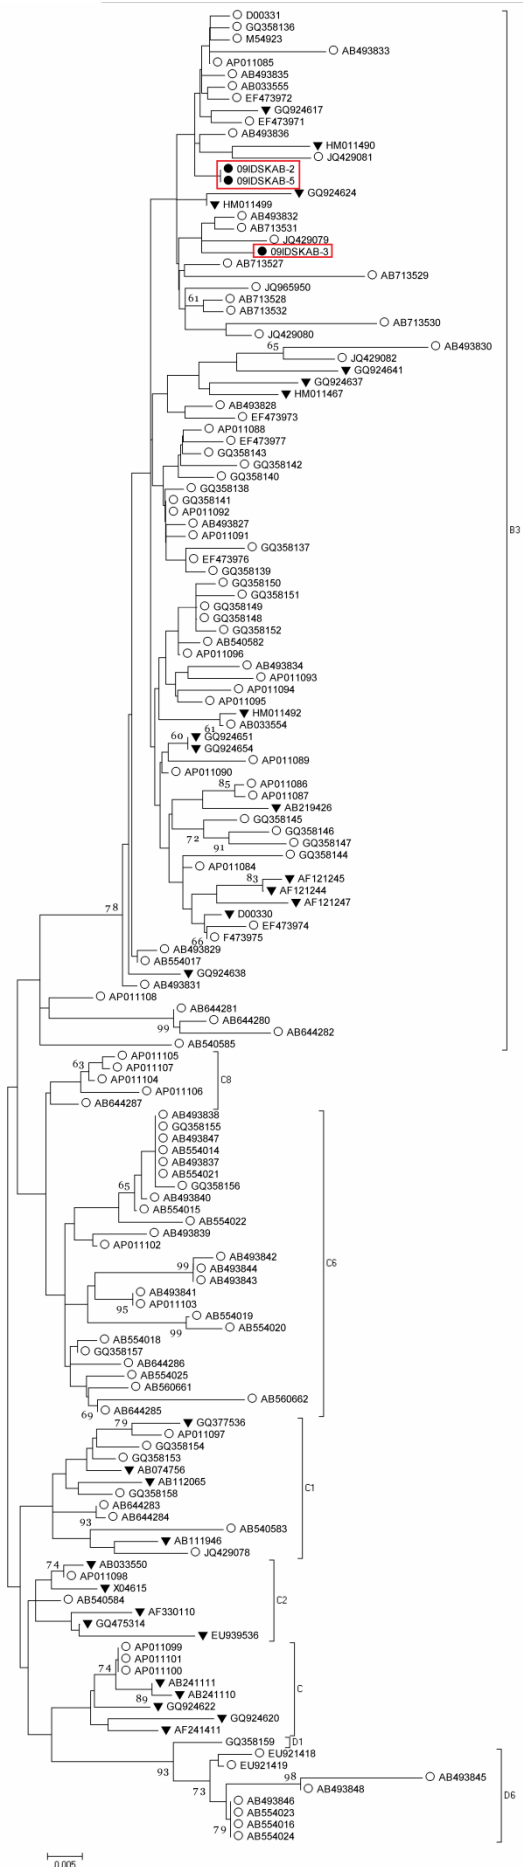 D00331
GQ358136
M54923
AB493833
AP011085
AB493835
AB033555
EF473972
GQ924617
EF473971
AB493836
HM011490
JQ429081
09IDSKAB-2
09IDSKAB-5
GQ924624
HM011499
AB493832
AB713531
JQ429079
09IDSKAB-3
AB713527
AB713529
JQ965950
61
AB713528
AB713532
AB713530
JQ429080
65
AB493830
JQ429082
GQ924641
GQ924637
HM011467
AB493828
EF473973
AP011088
EF473977
GQ358143
GQ358142
GQ358140
GQ358138
GQ358141
AP011092
AB493827
B3
AP011091
GQ358137
EF473976
GQ358139
GQ358150
GQ358151
GQ358149
GQ358148
GQ358152
AB540582
AP011096
AB493834
AP011093
AP011094
AP011095
HM011492
61
AB033554
60
GQ924651
GQ924654
AP011089
AP011090
85
AP011086
AP011087
AB219426
GQ358145
GQ358146
72
GQ358147
91
GQ358144
AP011084
83
AF121245
AF121244
AF121247
78
D00330
EF473974
66
F473975
AB493829
AB554017
GQ924638
AB493831
AP011108
AB644281
AB644280
99
AB644282
AB540585
AP011105
63
AP011107
AP011104
C8
AP011106
AB644287
AB493838
GQ358155
AB493847
AB554014
AB493837
AB554021
65
GQ358156
AB493840
AB554015
AB554022
AB493839
AP011102
AB493842
C6
99
AB493844
AB493843
AB493841
95
AP011103
AB554019
99
AB554020
AB554018
GQ358157
AB644286
AB554025
AB560661
AB560662
69
AB644285
79
GQ377536
AP011097
GQ358154
GQ358153
AB074756
AB112065
C1
GQ358158
AB644283
AB644284
93
AB540583
AB111946
JQ429078
74
AB033550
AP011098
X04615
AB540584
C2
AF330110
GQ475314
EU939536
AP011099
AP011101
74
AP011100
AB241111
C
89
AB241110
GQ924622
GQ924620
AF241411
GQ358159
D1
93
EU921418
EU921419
98
AB493845
73
AB493848
D6
AB493846
AB554023
79
AB554016
AB554024
0.005